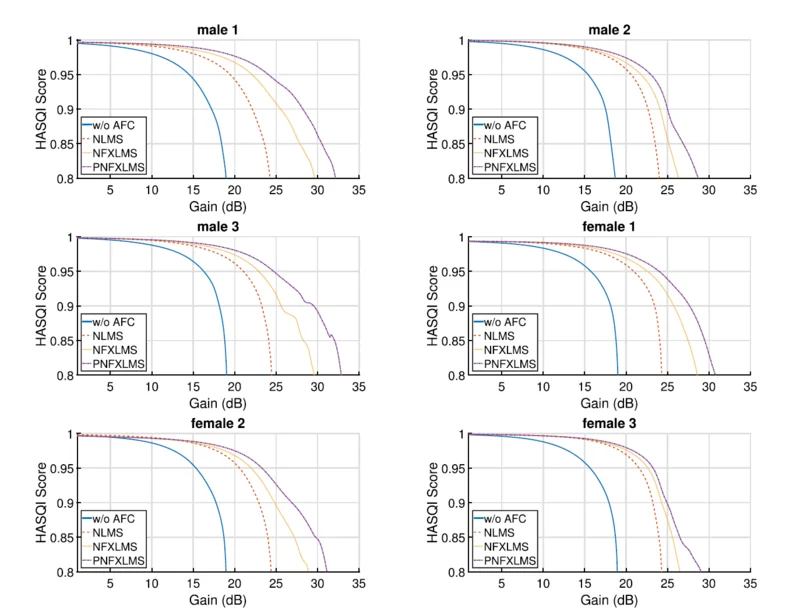 male 1
HASQI Score
1
0.95
0.9
0.85
0.8
w/o AFC
NLMS
NFXLMS
PNFXLMS
5 10 15 20 25 30 35
Gain (dB)
male 2
HASQI Score
1
0.95
0.9
0.85
0.8
w/o AFC
NLMS
NFXLMS
PNFXLMS
5 10 15 20 25 30 35
Gain (dB)
male 3
HASQI Score
1
0.95
0.9
0.85
0.8
w/o AFC
NLMS
NFXLMS
PNFXLMS
5 10 15 20 25 30 35
Gain (dB)
female 1
HASQI Score
1
0.95
0.9
0.85
0.8
w/o AFC
NLMS
NFXLMS
PNFXLMS
5 10 15 20 25 30 35
Gain (dB)
female 2
HASQI Score
1
0.95
0.9
0.85
0.8
w/o AFC
NLMS
NFXLMS
PNFXLMS
5 10 15 20 25 30 35
Gain (dB)
female 3
HASQI Score
1
0.95
0.9
0.85
0.8
w/o AFC
NLMS
NFXLMS
PNFXLMS
5 10 15 20 25 30 35
Gain (dB)